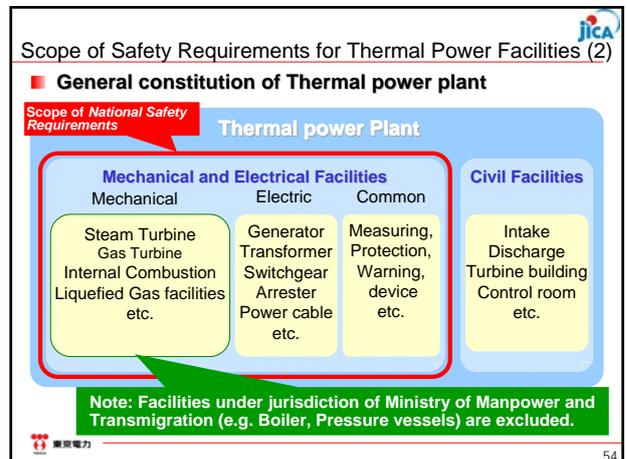 jica
Scope of Safety Requirements for Thermal Power Facilities (2)
General constitution of Thermal power plant
Scope of National Safety
Requirements
Thermal power Plant
Mechanical and Electrical Facilities
Mechanical
Electric
Common
Steam Turbine
Gas Turbine
Internal Combustion
Liquefied Gas facilities
etc.
Generator
Transformer
Switchgear
Arrester
Power cable
etc.
Measuring,
Protection,
Warning,
device
etc.
Civil Facilities
Intake
Discharge
Turbine building
Control room
etc.
Note: Facilities under jurisdiction of Ministry of Manpower and
Transmigration (e.g. Boiler, Pressure vessels) are excluded.
東京電力
54